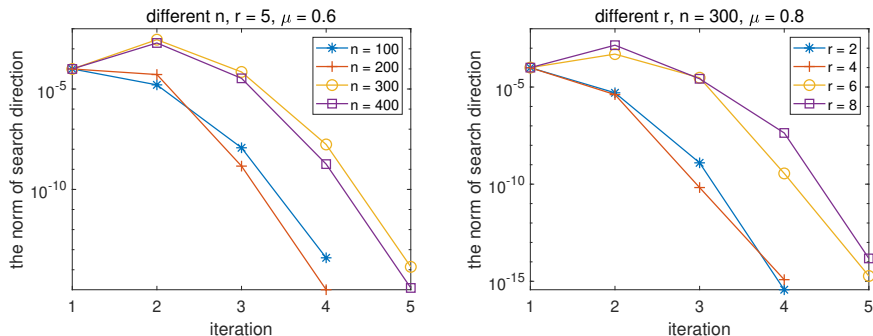 different n, r = 5, μ = 0.6
the norm of search direction
10-5
10-10
n = 100
n = 200
n = 300
n = 400
1 2 3 4 5
iteration
different r, n = 300, μ = 0.8
the norm of search direction
10-5
10-10
10-15
r = 2
r = 4
r = 6
r = 8
1 2 3 4 5
iteration